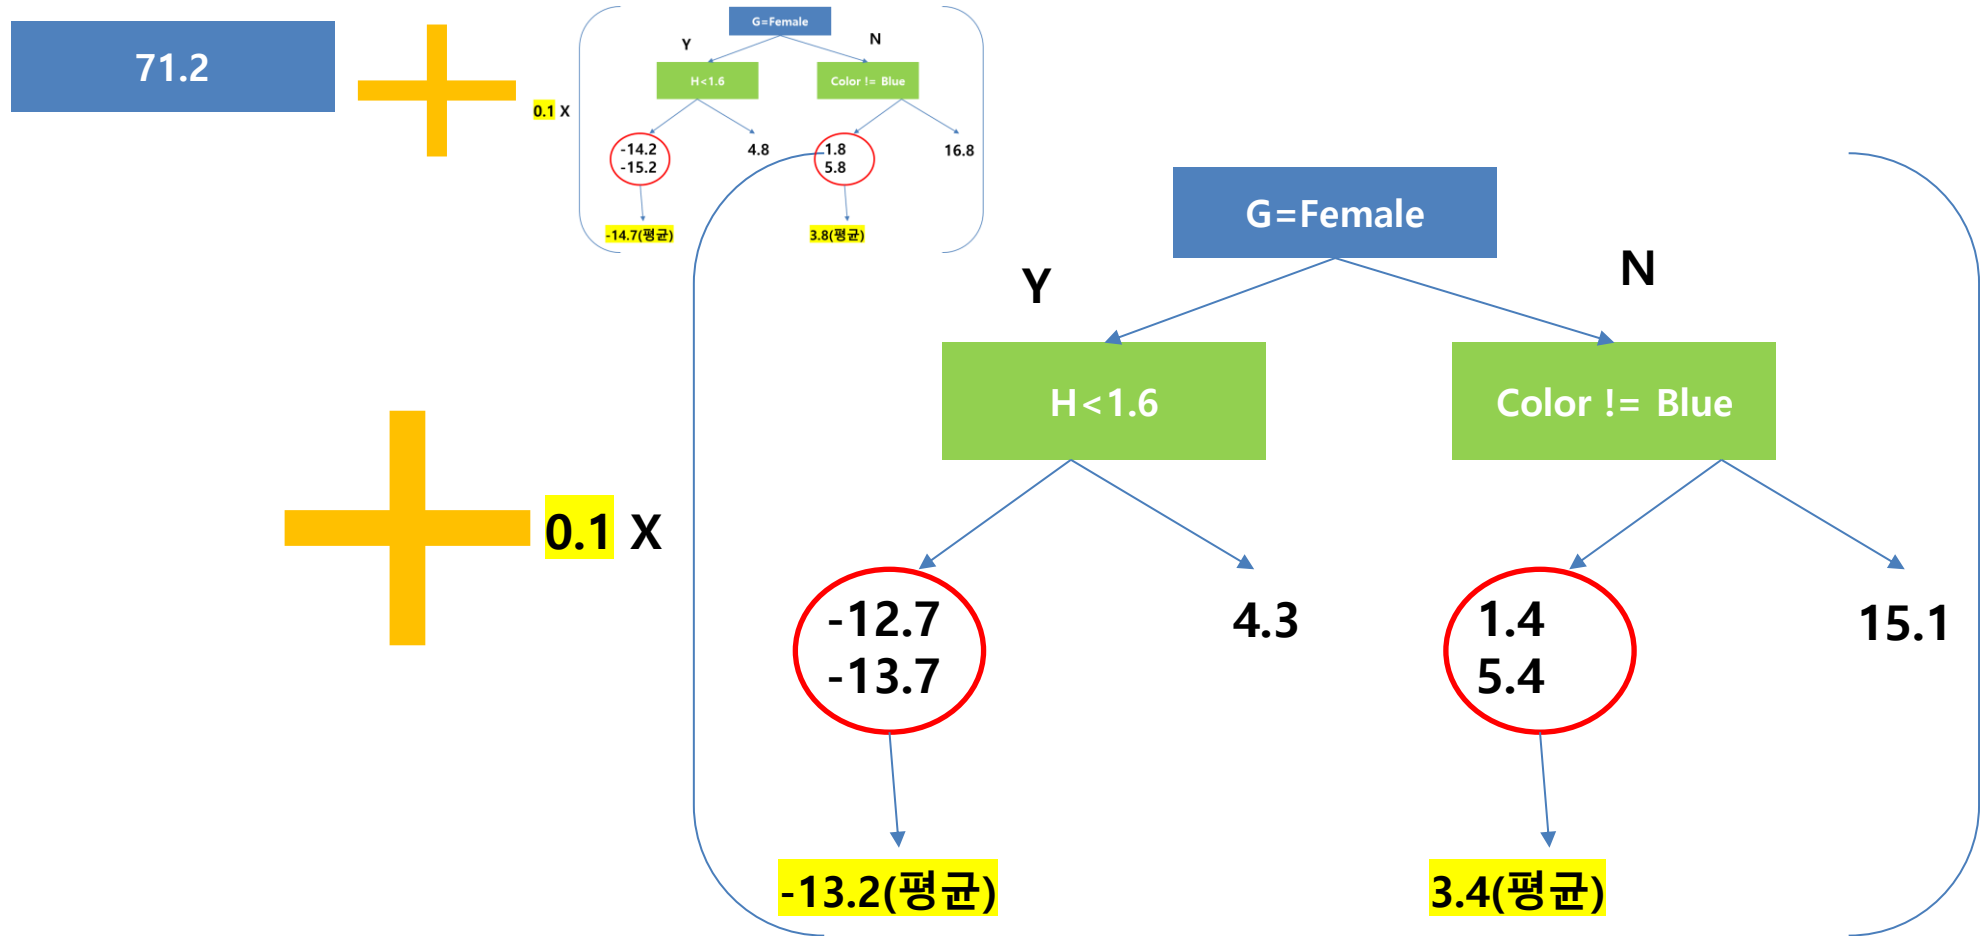 71.2
G=Female
Y
N
H<1.6
Color != Blue
0.1 X
-14.2
-15.2
4.8
1.8
5.8
16.8
-14.7(평균)
3.8(평균)
G=Female
Y
N
H<1.6
Color != Blue
0.1 X
-12.7
-13.7
4.3
1.4
5.4
15.1
-13.2(평균)
3.4(평균)